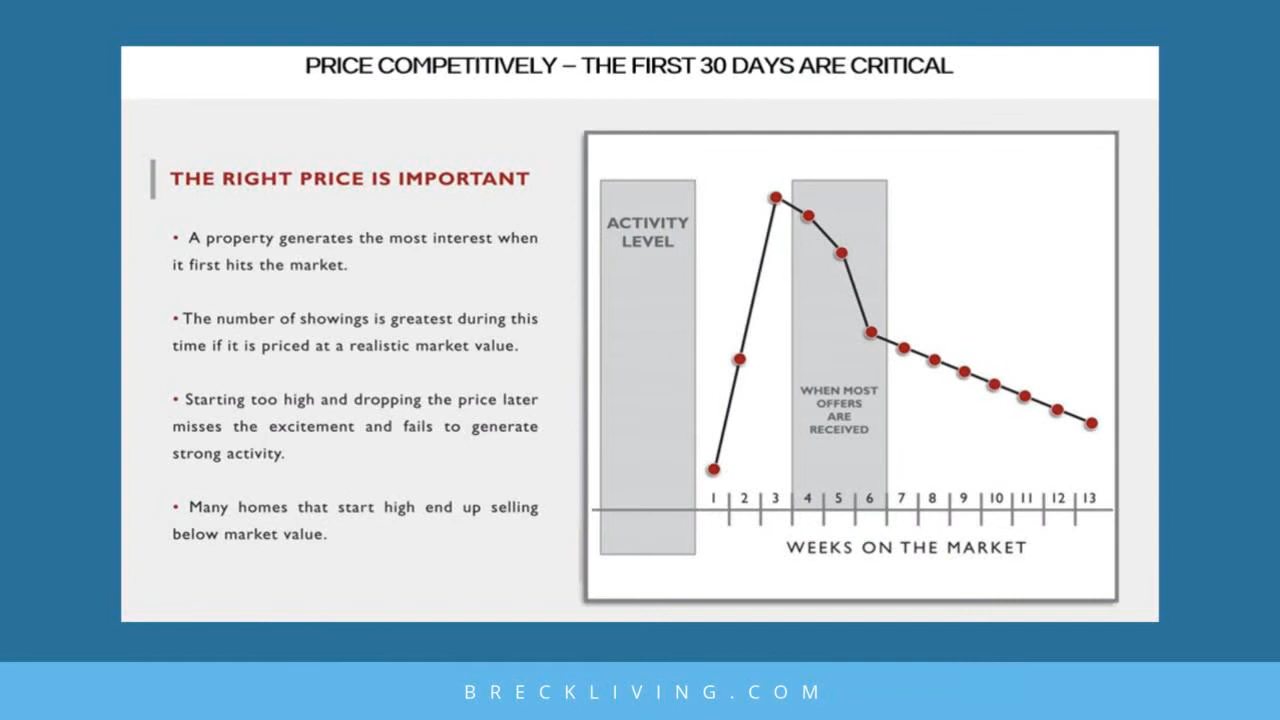 PRICE COMPETITIVELY – THE FIRST 30 DAYS ARE CRITICAL
THE RIGHT PRICE IS IMPORTANT
• A property generates the most interest when
it first hits the market.
• The number of showings is greatest during this
time if it is priced at a realistic market value.
• Starting too high and dropping the price later
misses the excitement and fails to generate
strong activity.
• Many homes that start high end up selling
below market value.
ACTIVITY
LEVEL
WHEN MOST
OFFERS
ARE
RECEIVED
1 2 3 4 5 6 7 8 9 10 11 12 13
WEEKS ON THE MARKET
BRECKLIVING.COM